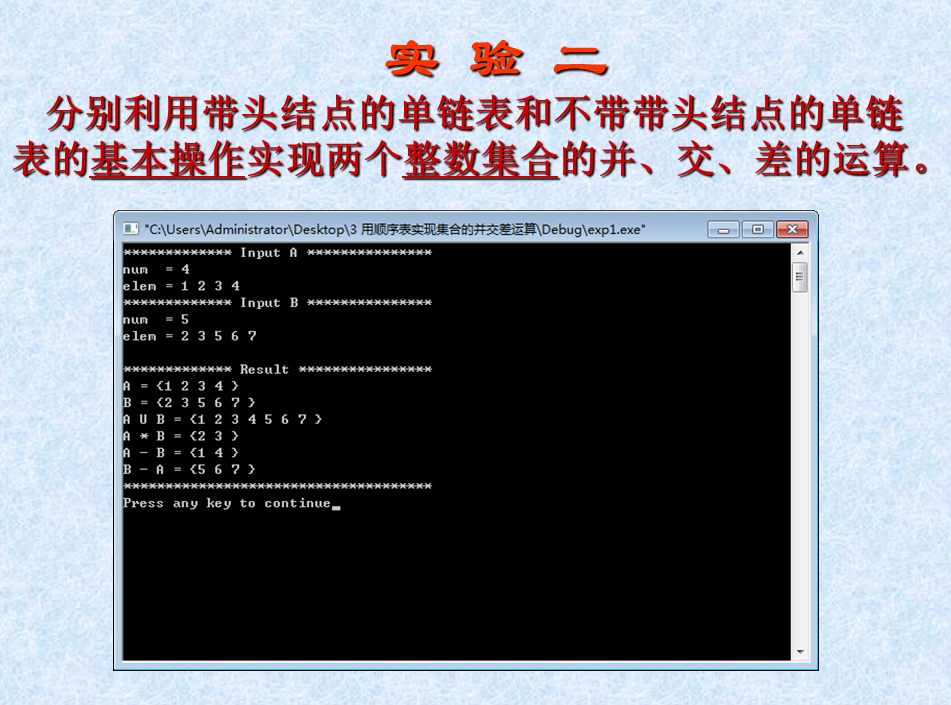 实 验 二
分别利用带头结点的单链表和不带带头结点的单链
表的基本操作实现两个整数集合的并、交、差的运算。
"C:\Users\Administrator\Desktop\3 用顺序表实现集合的并交差运算\Debug\exp1.exe"
************* Input A ***************
num  = 4
elem = 1 2 3 4
************* Input B ***************
num  = 5
elem = 2 3 5 6 7
************* Result ****************
A = {1 2 3 4 }
B = {2 3 5 6 7 }
A U B = {1 2 3 4 5 6 7 }
A * B = {2 3 }
A - B = {1 4 }
B - A = {5 6 7 }
*************************************
Press any key to continue